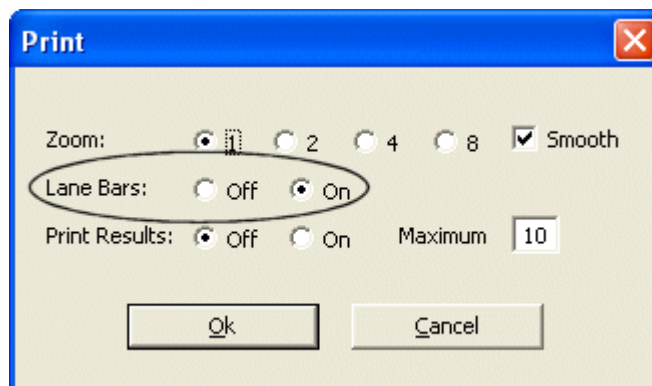 Print
Zoom: 1 2 4 8 Smooth
Lane Bars: Off On
Print Results: Off On Maximum 10
Ok Cancel